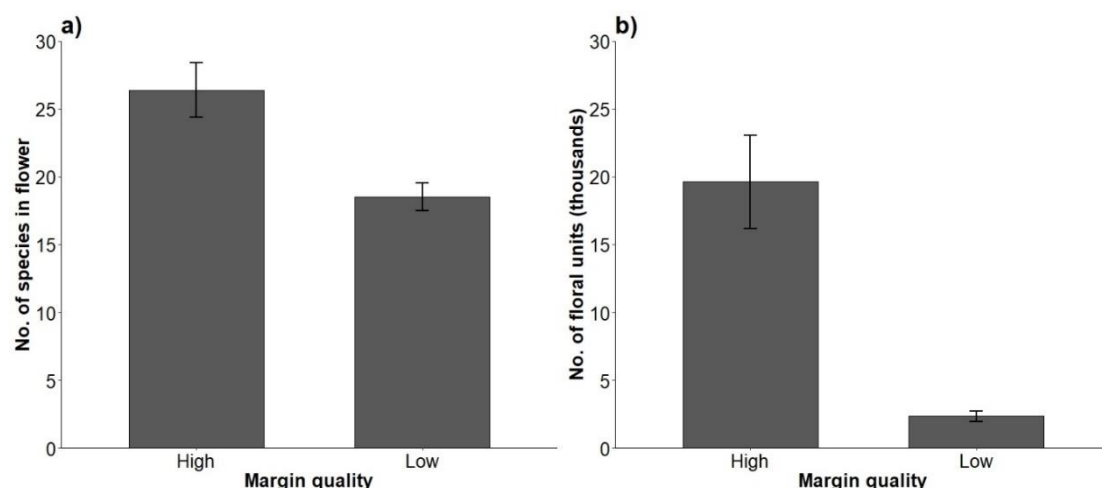 a)
No. of species in flower
30
25
20
15
10
5
0
High
Low
Margin quality
b)
No. of floral units (thousands)
30
25
20
15
10
5
0
High
Low
Margin quality